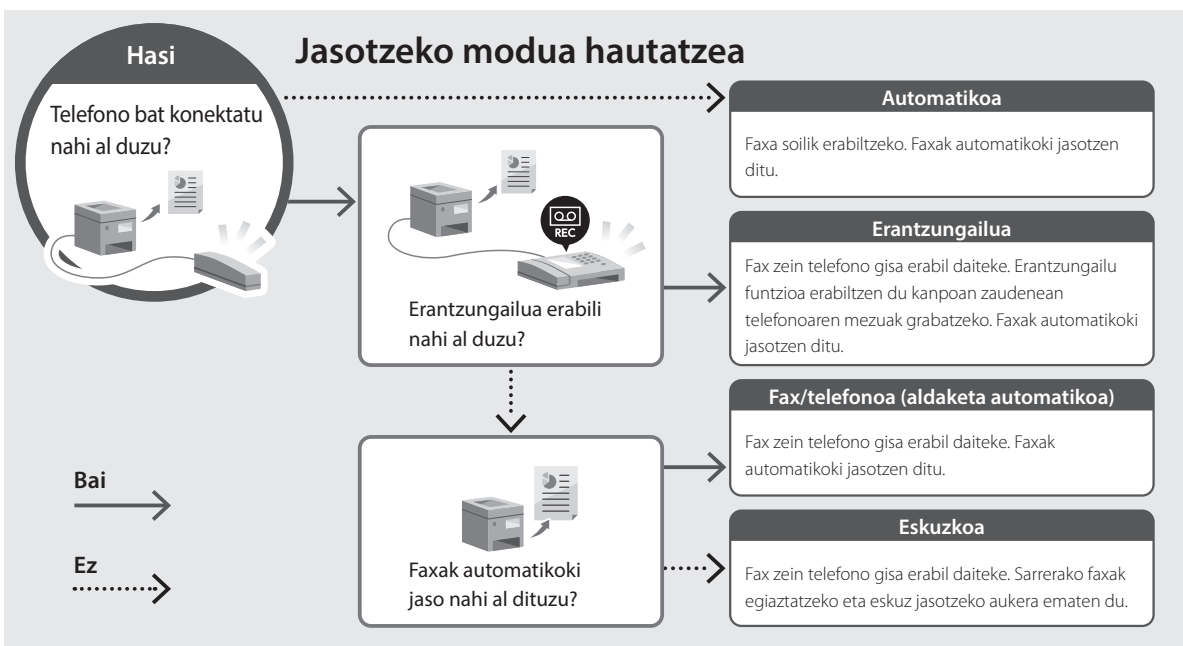 Jasotzeko modua hautatzea
Hasi
Telefono bat konektatu
nahi al duzu?
REC
Erantzungailua erabili
nahi al duzu?
Faxak automatikoki
jaso nahi al dituzu?
Automatikoa
Faxa soilik erabiltzeko. Faxak automatikoki jasotzen
ditu.
Erantzungailua
Fax zein telefono gisa erabil daiteke. Erantzungailu
funtzioa erabiltzen du kanpoan zaudenean
telefonoaren mezuak grabatzeko. Faxak automatikoki
jasotzen ditu.
Fax/telefonoa (aldaketa automatikoa)
Fax zein telefono gisa erabil daiteke. Faxak
automatikoki jasotzen ditu.
Eskuzkoa
Fax zein telefono gisa erabil daiteke. Sarrerako faxak
egiaztatzeko eta eskuz jasotzeko aukera ematen du.
Bai
Ez